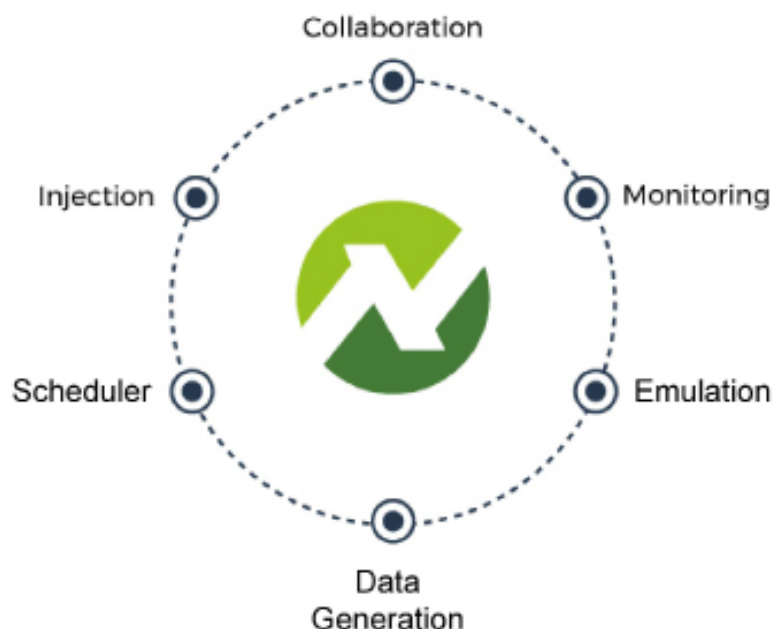 Collaboration
Injection
Monitoring
Scheduler
Emulation
Data
Generation